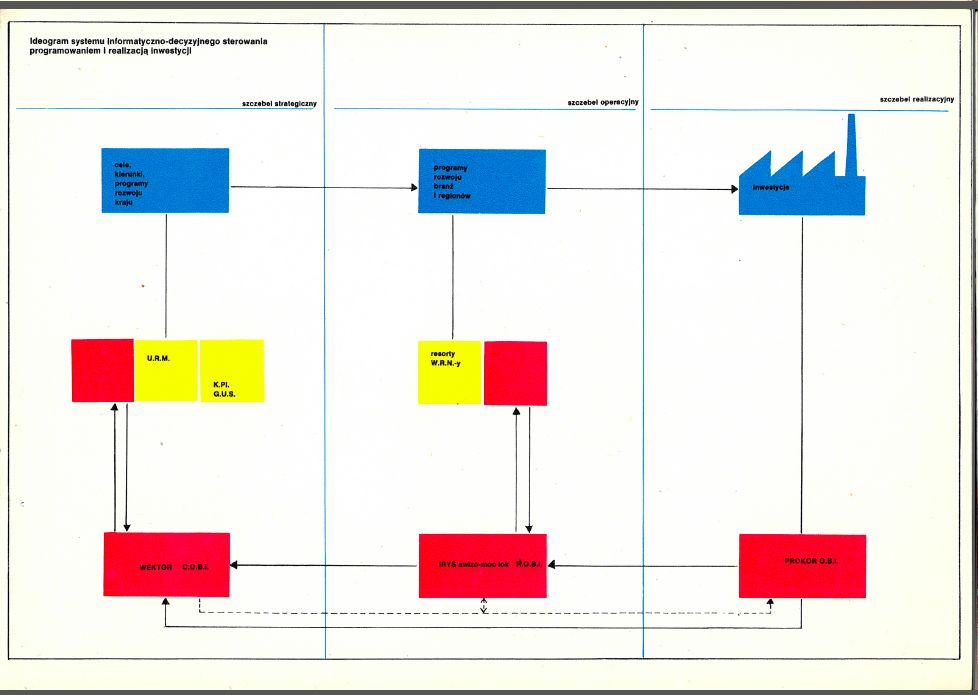 Ideogram systemu informatyczno-decyzyjnego sterowania
programowaniem i realizacją inwestycji
szczebel strategiczny
szczebel operacyjny
szczebel realizacyjny
cele,
kierunki,
programy
rozwoju
kraju
programy
rozwoju
branż
i regionów
inwestycje
U.R.M.
K.Pl.
G.U.S.
resorty
W.R.N.-y
WEKTOR C.O.B.I.
IRYS awizo-moc lok R.O.B.I.
PROKOR O.B.I.